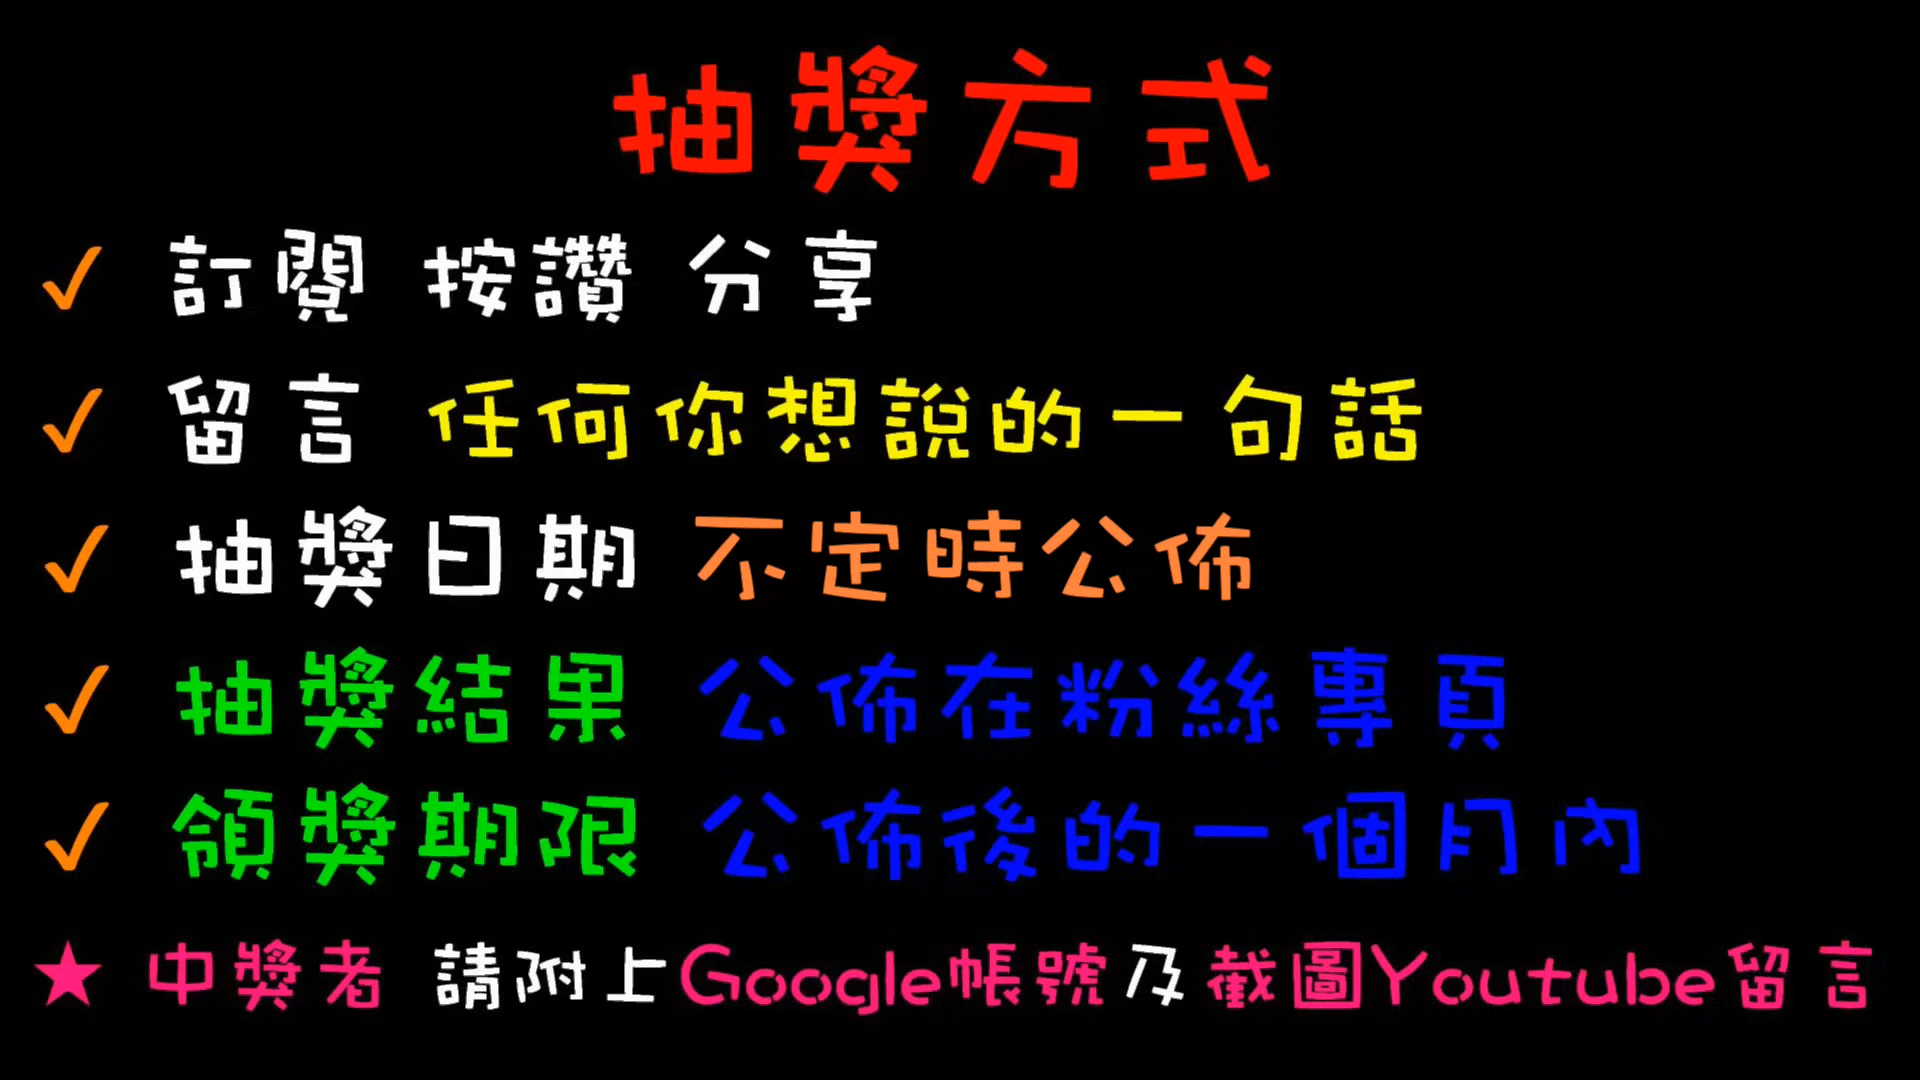 抽獎方式
✓ 訂閱 按讚 分享
✓ 留言 任何你想說的一句話
✓ 抽獎日期 不定時公佈
✓ 抽獎結果 公佈在粉絲專頁
✓ 領獎期限 公佈後的一個月內
★ 中獎者 請附上Google帳號及截圖Youtube留言